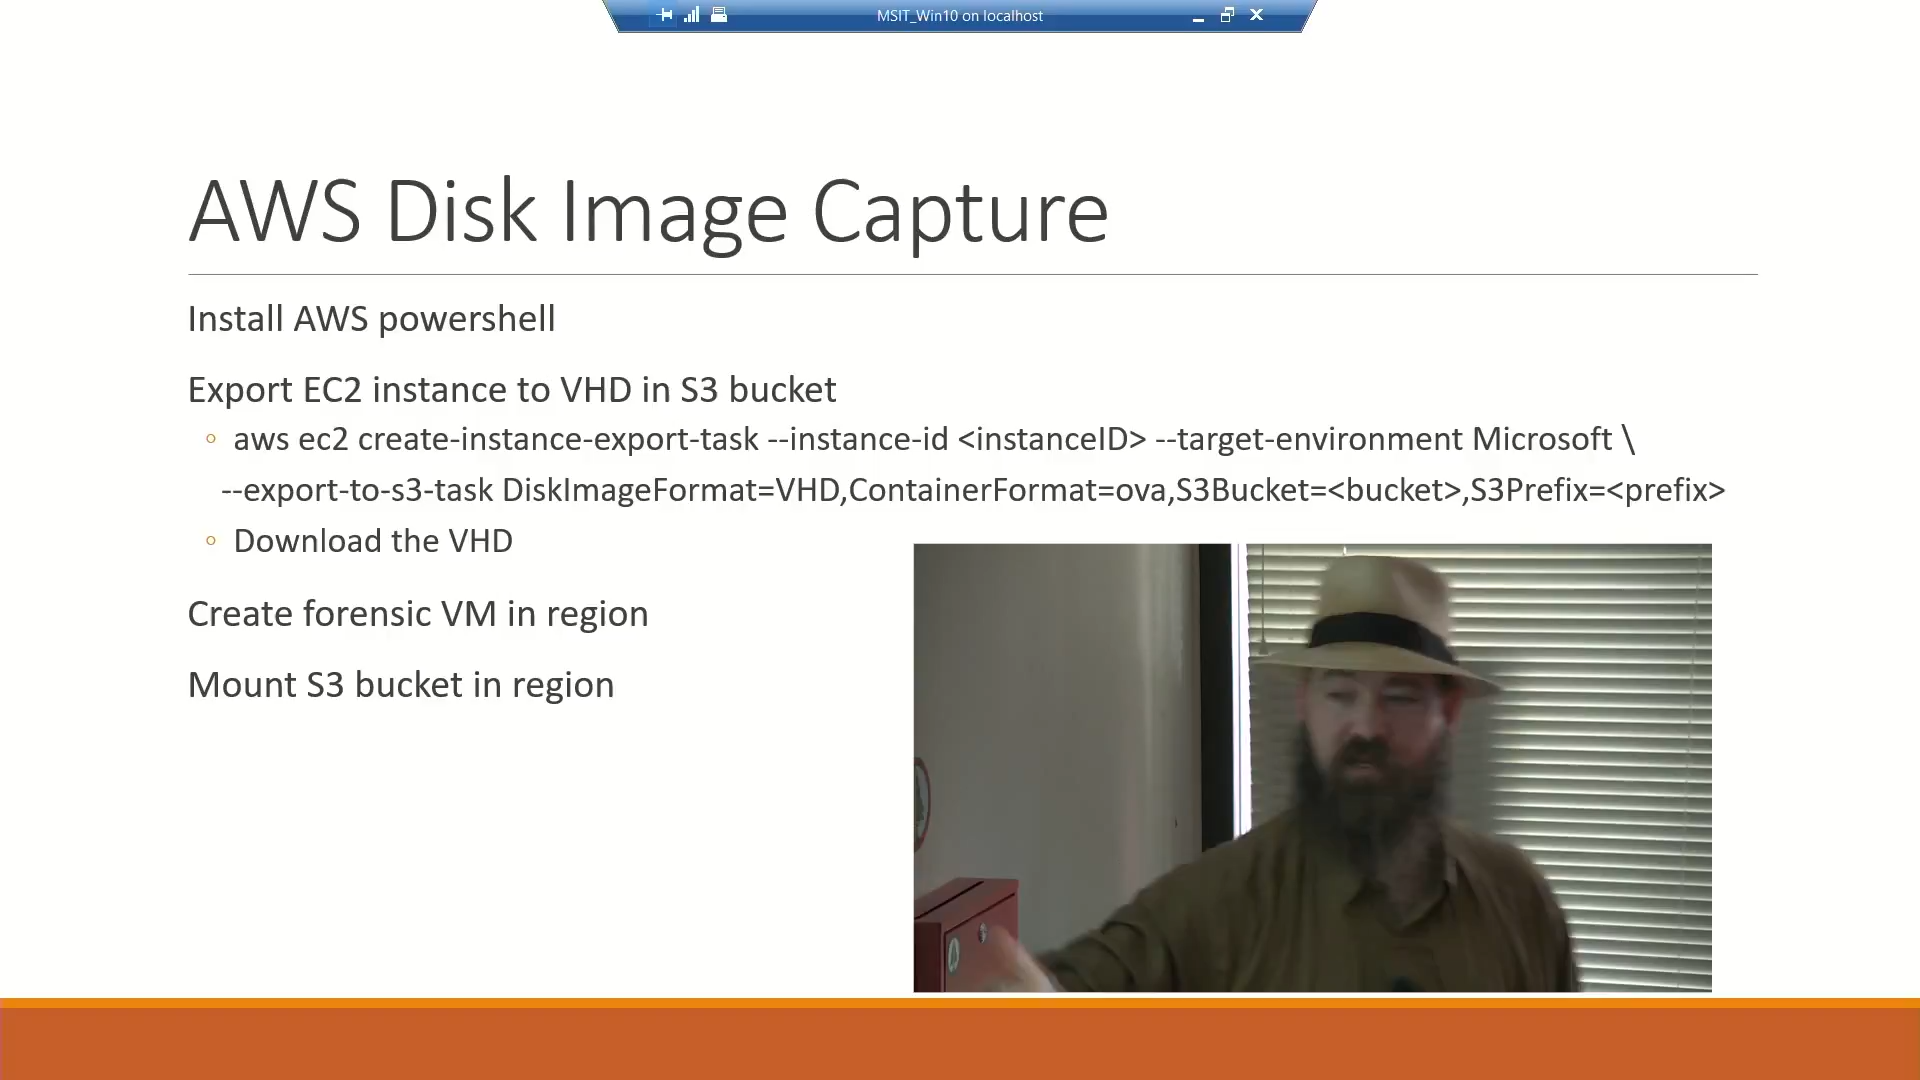 MSIT_Win10 on localhost
AWS Disk Image Capture
Install AWS powershell
Export EC2 instance to VHD in S3 bucket
◦ aws ec2 create-instance-export-task --instance-id <instanceID> --target-environment Microsoft \
--export-to-s3-task DiskImageFormat=VHD,ContainerFormat=ova,S3Bucket=<bucket>,S3Prefix=<prefix>
◦ Download the VHD
Create forensic VM in region
Mount S3 bucket in region